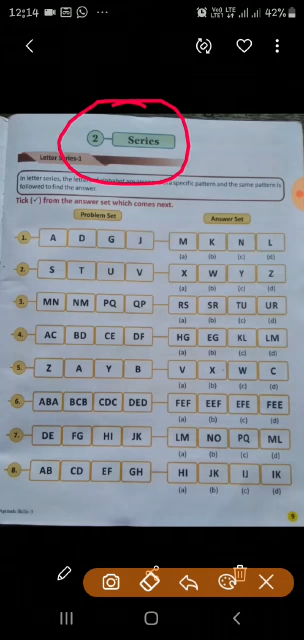 12:14
Vo) LTE
LTE1
42%
2 Series
Letter Series-1
In letter series, the
a specific pattern and the same pattern is
followed to find the answer.
Tick (✓) from the answer set which comes next.
Problem Set Answer Set
1. A D G J M K N L
(a) (b) (c) (d)
2. S T U V X W Y Z
(a) (b) (c) (d)
3. MN NM PQ QP RS SR TU UR
(a) (b) (c) (d)
4. AC BD CE DF HG EG KL LM
(a) (b) (c) (d)
5. Z A Y B V X W C
(a) (b) (c) (d)
6. ABA BCB CDC DED FEF EEF EFE FEE
(a) (b) (c) (d)
7. DE FG HI JK LM NO PQ ML
(a) (b) (c) (d)
8. AB CD EF GH HI JK IJ IK
(a) (b) (c) (d)